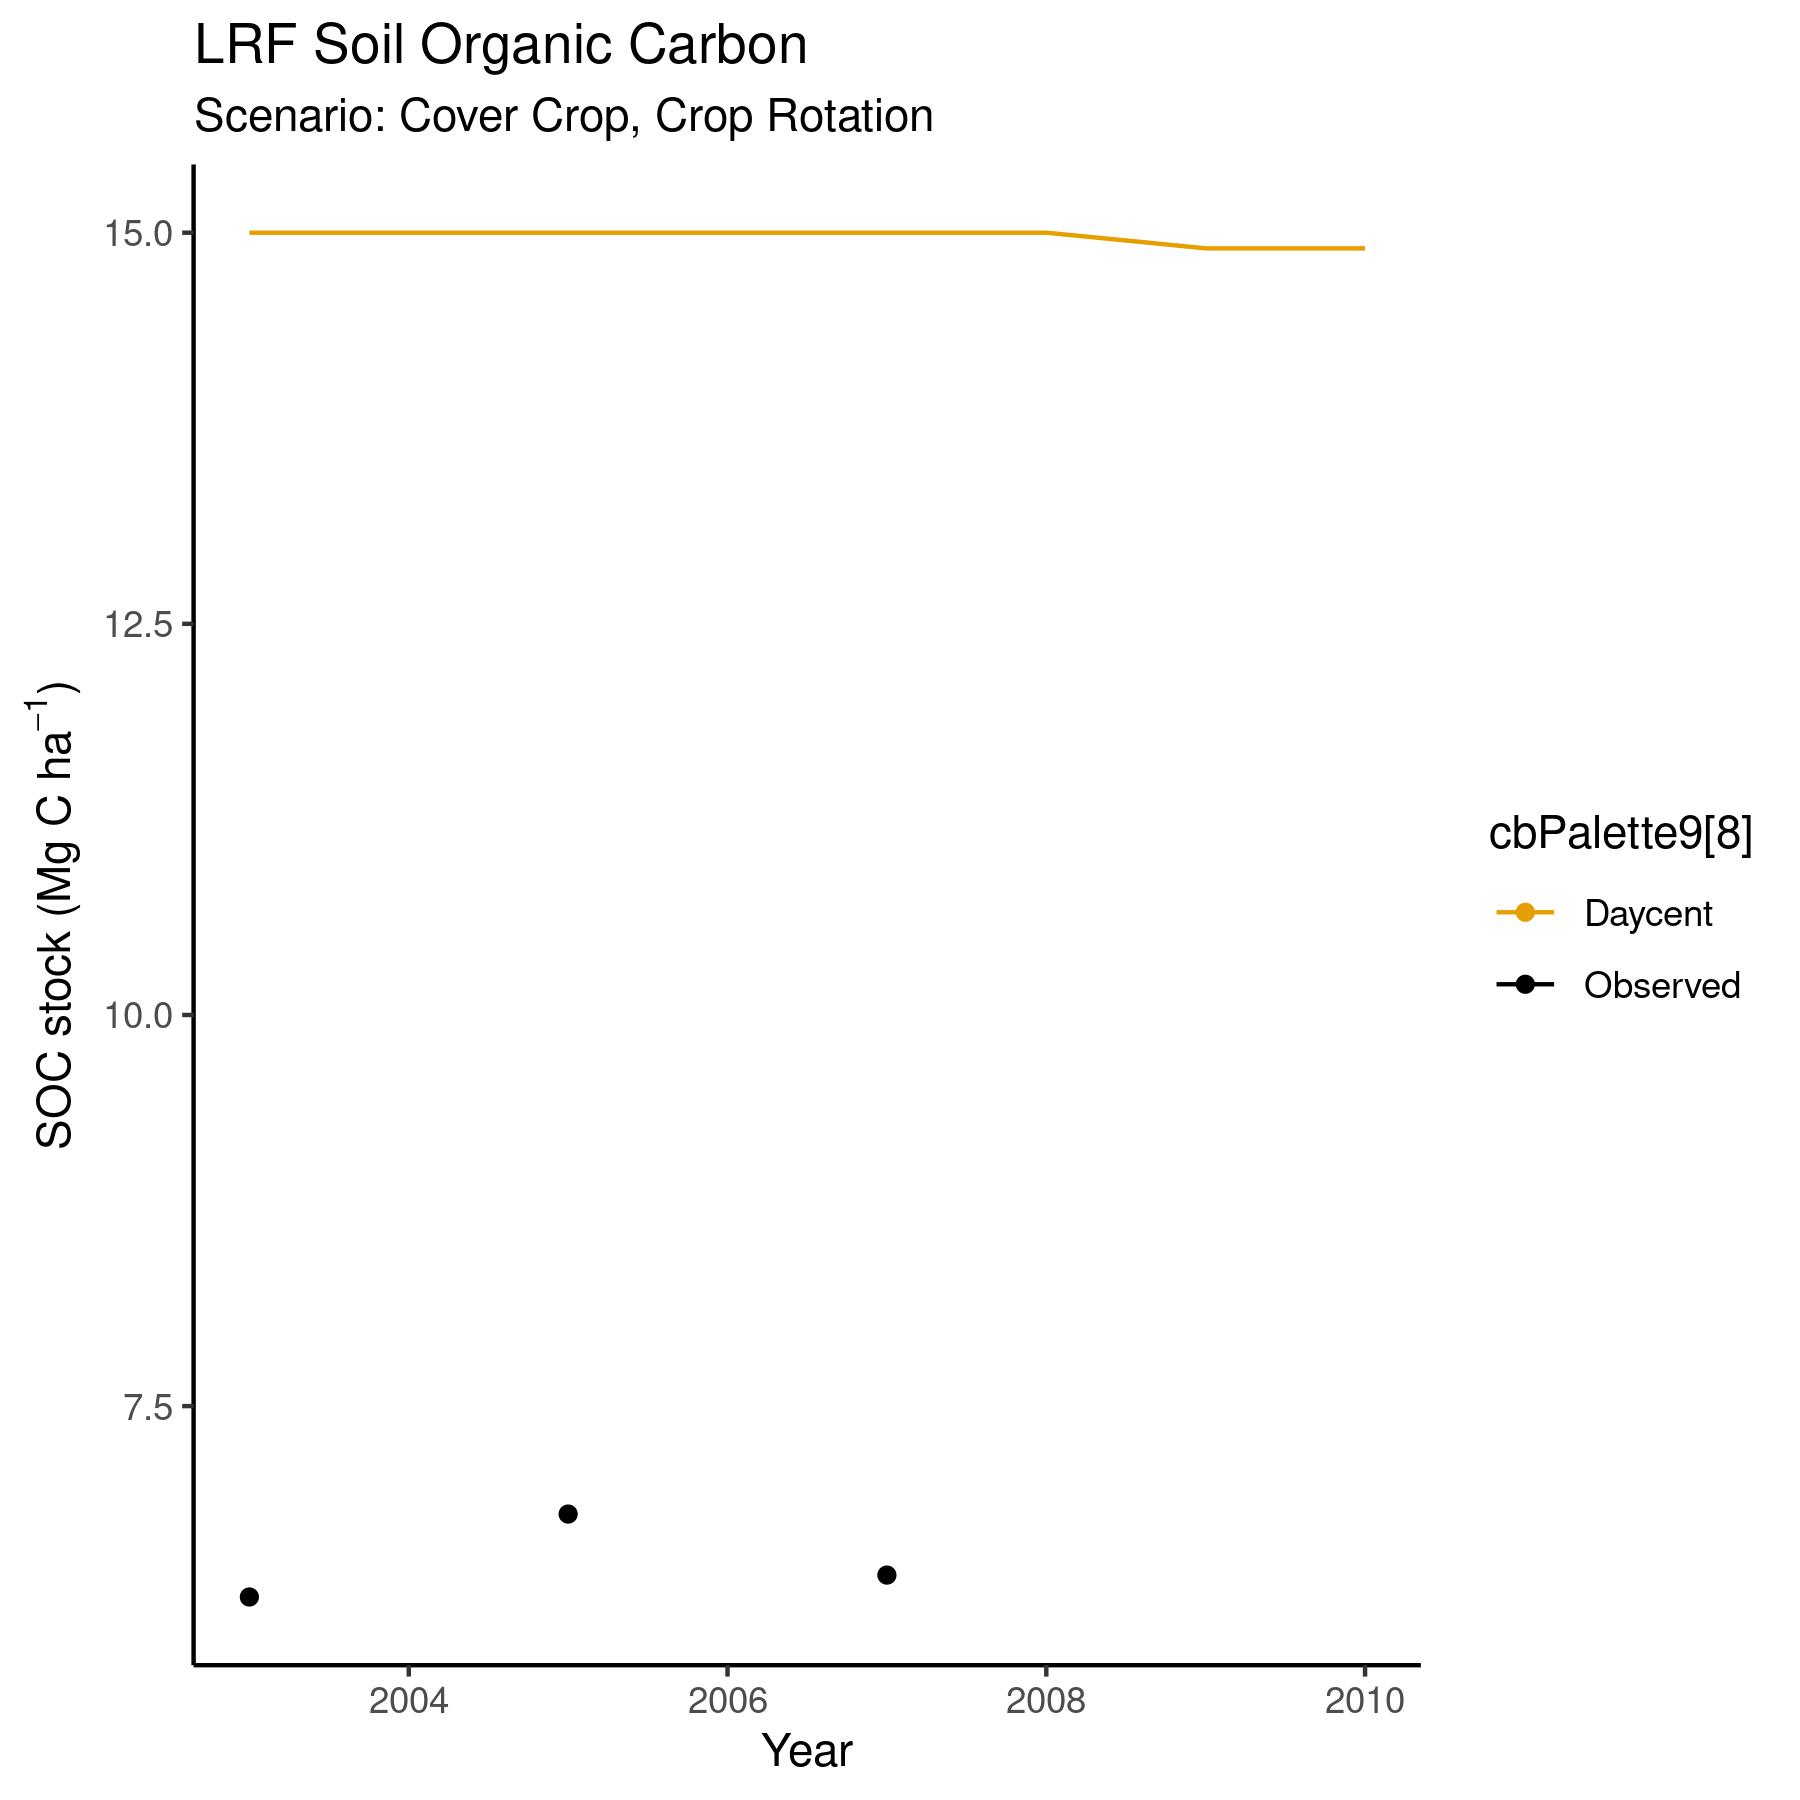 LRF Soil Organic Carbon
Scenario: Cover Crop, Crop Rotation
15.0
12.5
10.0
7.5
SOC stock (Mg C ha⁻¹)
2004 2006 2008 2010
Year
cbPalette9[8]
Daycent
Observed